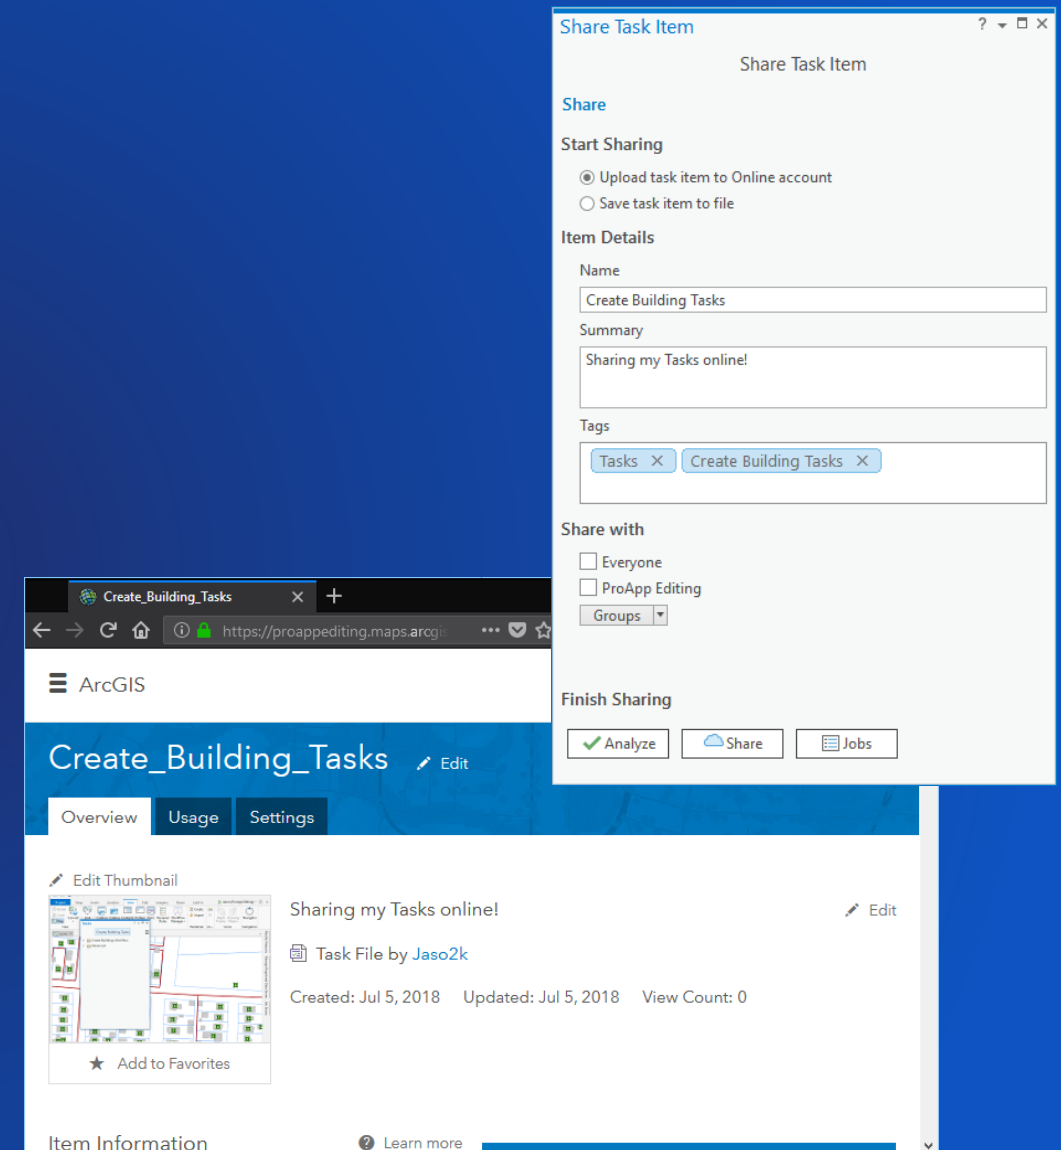 Share Task Item
Share Task Item
Share
Start Sharing
Upload task item to Online account
Save task item to file
Item Details
Name
Create Building Tasks
Summary
Sharing my Tasks online!
Tags
Tasks Create Building Tasks
Share with
Everyone
ProApp Editing
Groups
Finish Sharing
Analyze Share Jobs
Create_Building_Tasks
https://proappediting.maps.arcgis
ArcGIS
Create_Building_Tasks Edit
Overview Usage Settings
Edit Thumbnail
Sharing my Tasks online! Edit
Task File by Jaso2k
Created: Jul 5, 2018 Updated: Jul 5, 2018 View Count: 0
Add to Favorites
Item Information Learn more